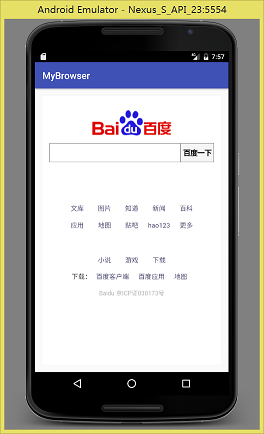 Android Emulator - Nexus_S_API_23:5554
7:57
MyBrowser
Bai du 百度
百度一下
文库 图片 知道 新闻 百科
应用 地图 贴吧 hao123 更多
小说 游戏 下载
下载: 百度客户端 百度应用 地图
Baidu 京ICP证030173号